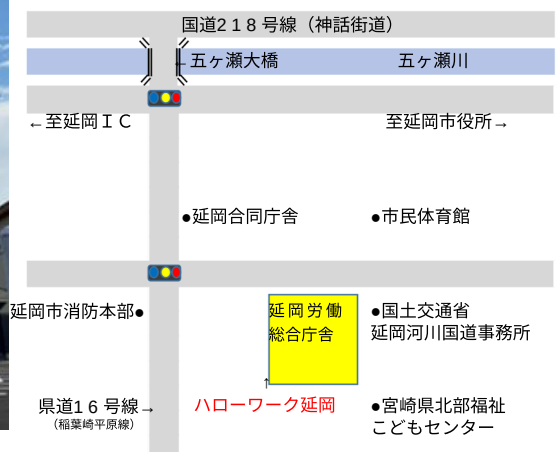 国道２１８号線（神話街道）
←五ヶ瀬大橋
五ヶ瀬川
←至延岡ＩＣ
至延岡市役所→
●延岡合同庁舎
●市民体育館
延岡市消防本部●
延岡労働
総合庁舎
●国土交通省
延岡河川国道事務所
↑
県道1６号線→
（稲葉崎平原線）
ハローワーク延岡
●宮崎県北部福祉
こどもセンター